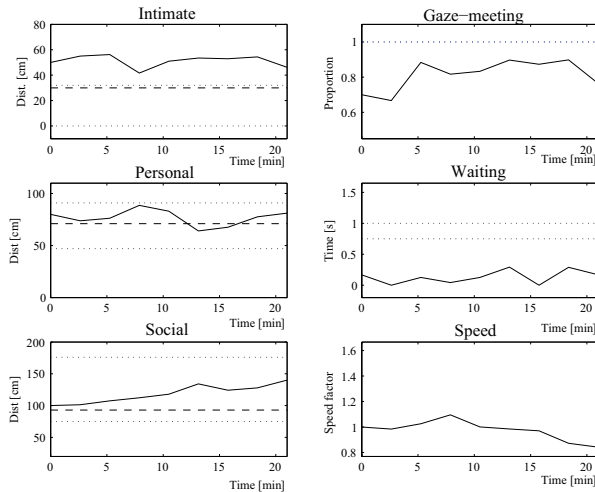 Intimate
80
60
40
20
0
Dist. [cm]
0 5 10 15 20
Time [min]
Gaze−meeting
1
0.8
0.6
Proportion
0 5 10 15 20
Time [min]
Personal
100
50
0
Dist [cm]
0 5 10 15 20
Time [min]
Waiting
1.5
1
0.5
0
Time [s]
0 5 10 15 20
Time [min]
Social
200
150
100
50
Dist [cm]
0 5 10 15 20
Time [min]
Speed
1.6
1.4
1.2
1
0.8
Speed factor
0 5 10 15 20
Time [min]